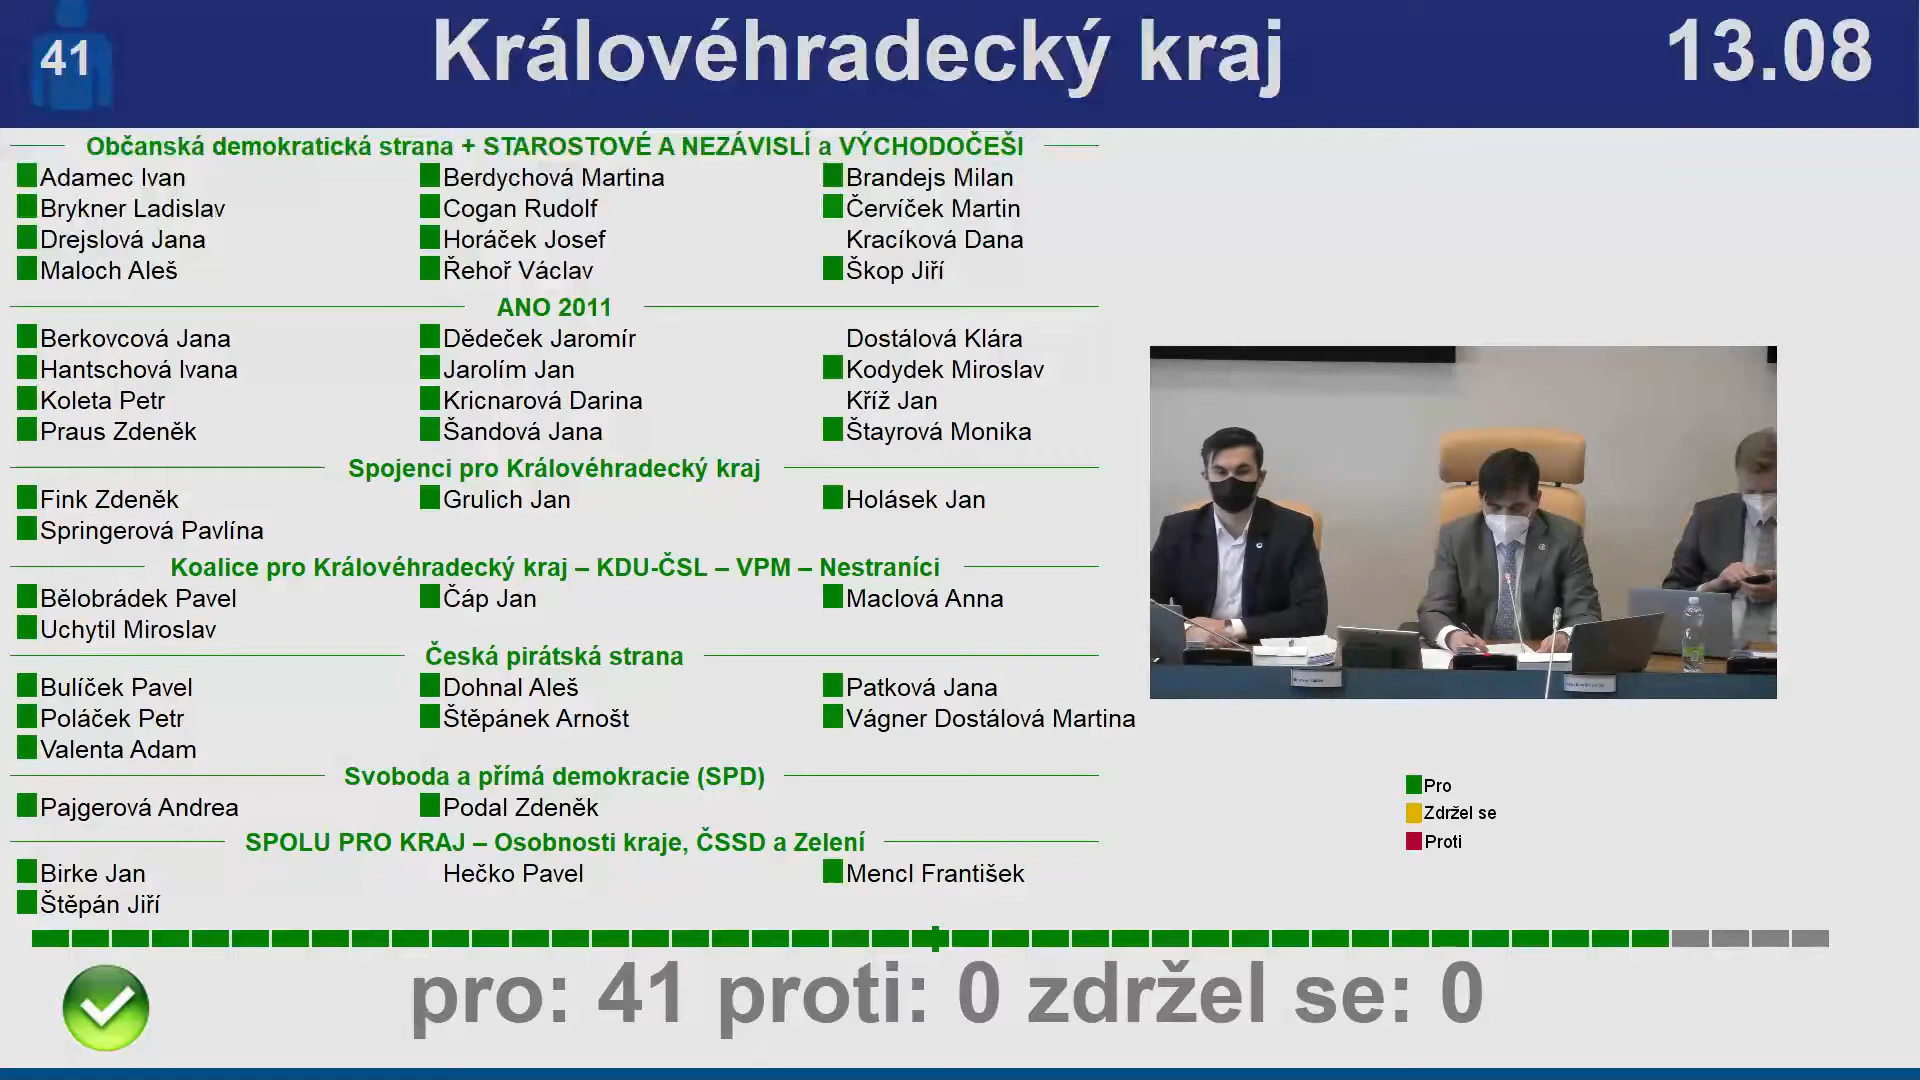 41
Královéhradecký kraj
13.08
Občanská demokratická strana + STAROSTOVÉ A NEZÁVISLÍ a VÝCHODOČEŠI
Adamec Ivan Berdychová Martina Brandejs Milan
Brykner Ladislav Cogan Rudolf Červíček Martin
Drejslová Jana Horáček Josef Kracíková Dana
Maloch Aleš Řehoř Václav Škop Jiří
ANO 2011
Berkovcová Jana Dědeček Jaromír Dostálová Klára
Hantschová Ivana Jarolím Jan Kodydek Miroslav
Koleta Petr Kricnarová Darina Kříž Jan
Praus Zdeněk Šandová Jana Štayrová Monika
Spojenci pro Královéhradecký kraj
Fink Zdeněk Grulich Jan Holásek Jan
Springerová Pavlína
Koalice pro Královéhradecký kraj – KDU-ČSL – VPM – Nestraníci
Bělobrádek Pavel Čáp Jan Maclová Anna
Uchytil Miroslav
Česká pirátská strana
Bulíček Pavel Dohnal Aleš Patková Jana
Poláček Petr Štěpánek Arnošt Vágner Dostálová Martina
Valenta Adam
Svoboda a přímá demokracie (SPD)
Pajgerová Andrea Podal Zdeněk
SPOLU PRO KRAJ – Osobnosti kraje, ČSSD a Zelení
Birke Jan Hečko Pavel Mencl František
Štěpán Jiří
Pro
Zdržel se
Proti
pro: 41 proti: 0 zdržel se: 0